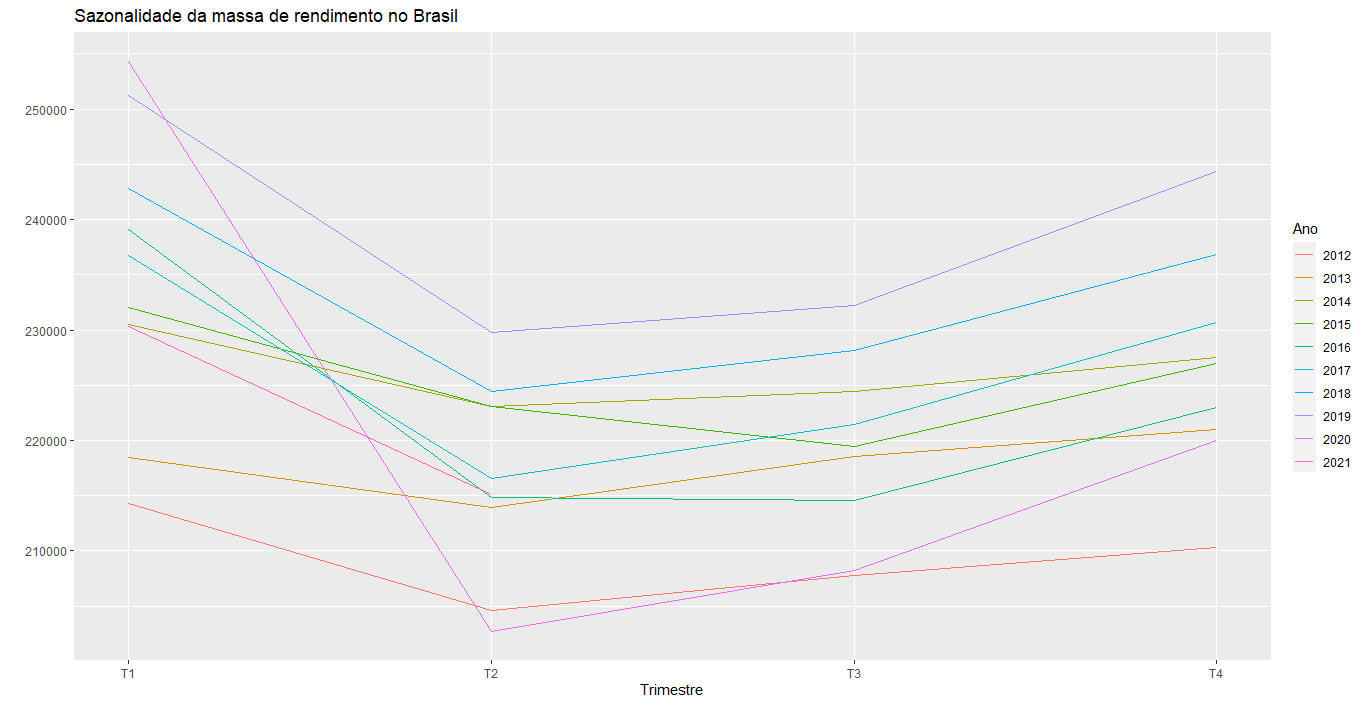 Sazonalidade da massa de rendimento no Brasil
250000
240000
230000
220000
210000
T1
T2
T3
T4
Trimestre
Ano
2012
2013
2014
2015
2016
2017
2018
2019
2020
2021